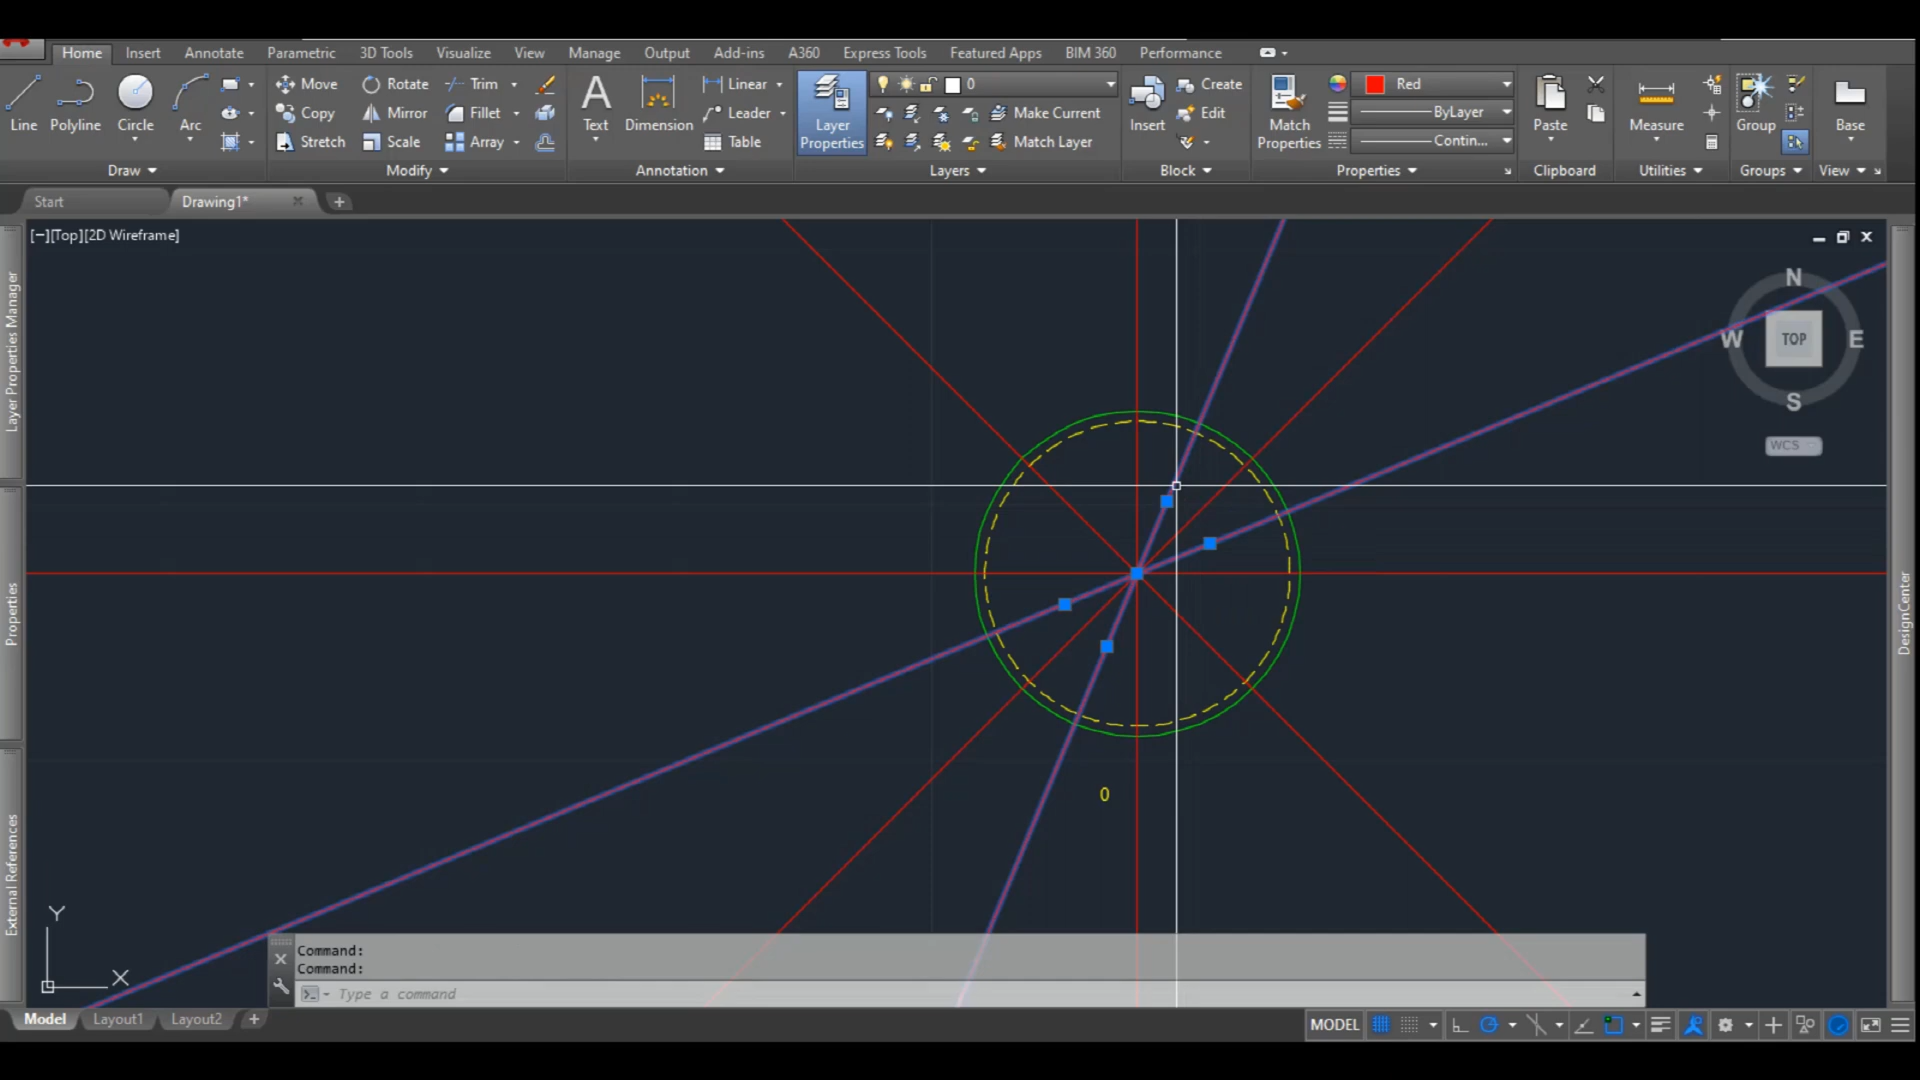 Home Insert Annotate Parametric 3D Tools Visualize View Manage Output Add-ins A360 Express Tools Featured Apps BIM 360 Performance
Line Polyline Circle Arc
Draw
Move Rotate Trim
Copy Mirror Fillet
Stretch Scale Array
Modify
Text Dimension
Linear
Leader
Table
Annotation
Layer Properties
0
Make Current
Match Layer
Layers
Insert
Create
Edit
Block
Match Properties
Red
ByLayer
Contin...
Properties
Paste
Clipboard
Measure
Utilities
Group
Groups
Base
View
Start Drawing1* +
[−][Top][2D Wireframe]
Layer Properties Manager
Properties
External References
DesignCenter
N
W TOP E
S
WCS
0
Y
X
Command:
Command:
Type a command
Model Layout1 Layout2 +
MODEL